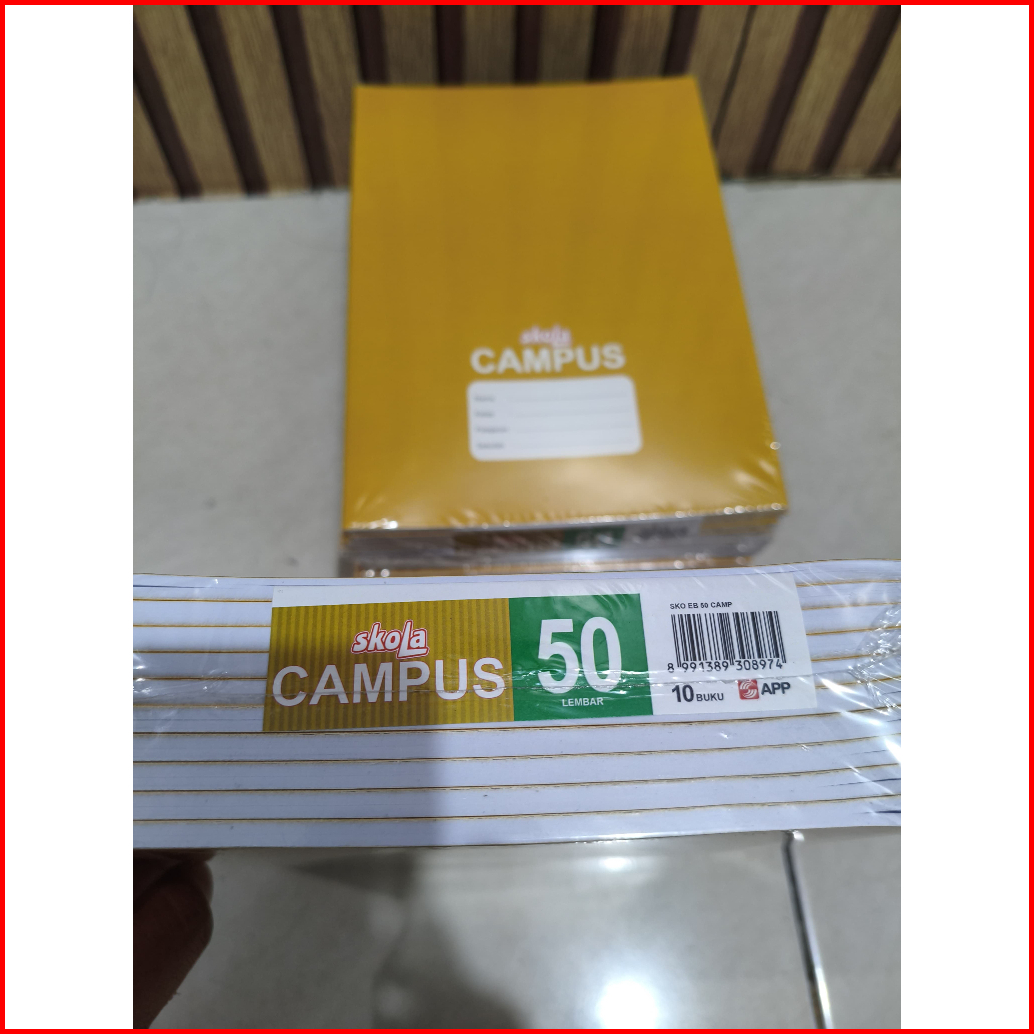 skoLa
CAMPUS
skoLa
CAMPUS
50
LEMBAR
SKO EB 50 CAMP
8 991389 308974
10 BUKU
APP